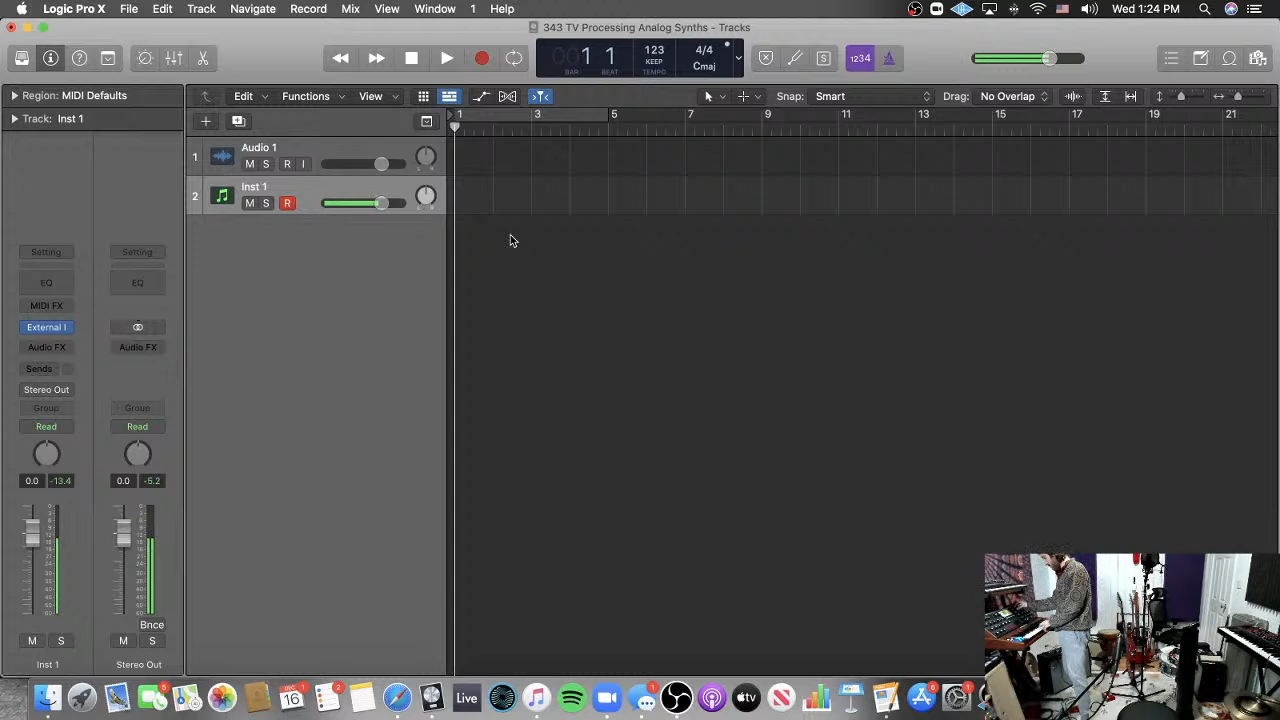 Logic Pro X File Edit Track Navigate Record Mix View Window 1 Help Wed 1:24 PM
343 TV Processing Analog Synths - Tracks
001 1 123 4/4
KEEP Cmaj
BAR BEAT TEMPO
1234
Region: MIDI Defaults
Edit Functions View Snap: Smart Drag: No Overlap
Track: Inst 1
1 3 5 7 9 11 13 15 17 19 21
1 Audio 1
M S R I
2 Inst 1
M S R
L R
Setting Setting
EQ EQ
MIDI FX
External I
Audio FX Audio FX
Sends
Stereo Out
Group Group
Read Read
0.0 -13.4 0.0 -5.2
Bnce
M S M S
Inst 1 Stereo Out
DEC
16
Live
tv